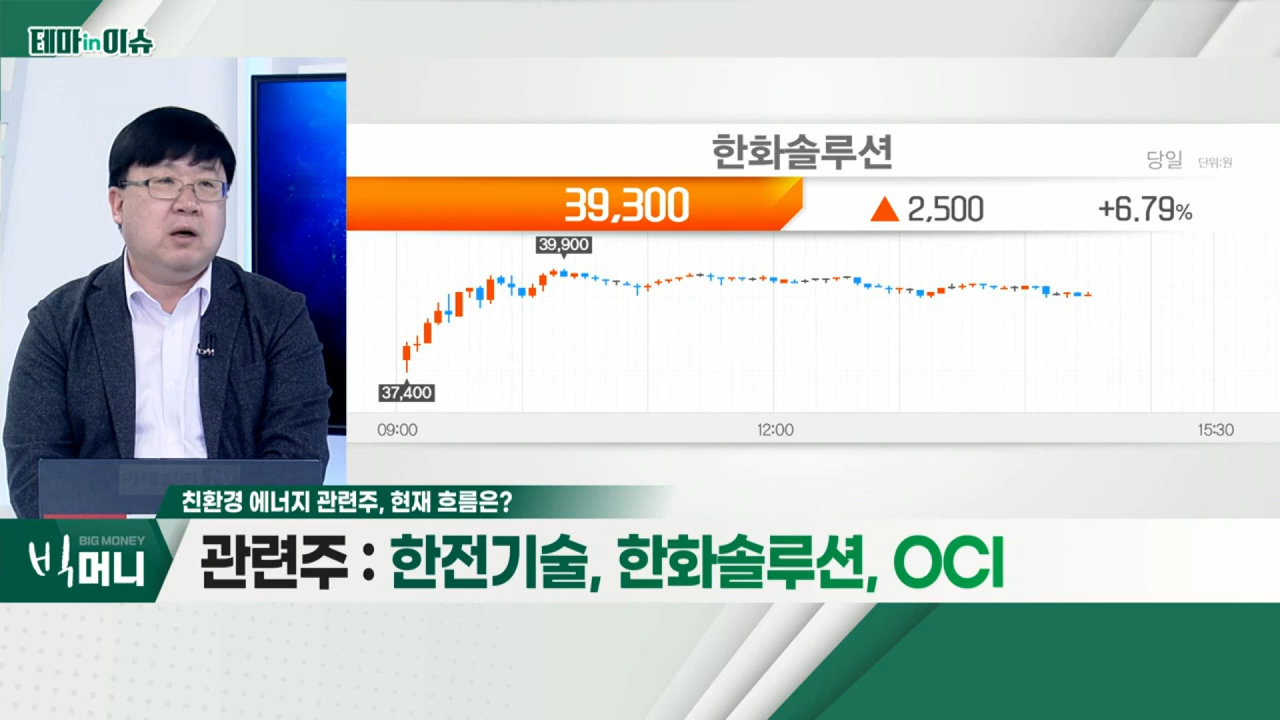 테마in이슈
한화솔루션
당일 단위:원
39,300 ▲ 2,500 +6.79%
39,900
37,400
09:00 12:00 15:30
친환경 에너지 관련주, 현재 흐름은?
BIG MONEY
빅머니
관련주 : 한전기술, 한화솔루션, OCI